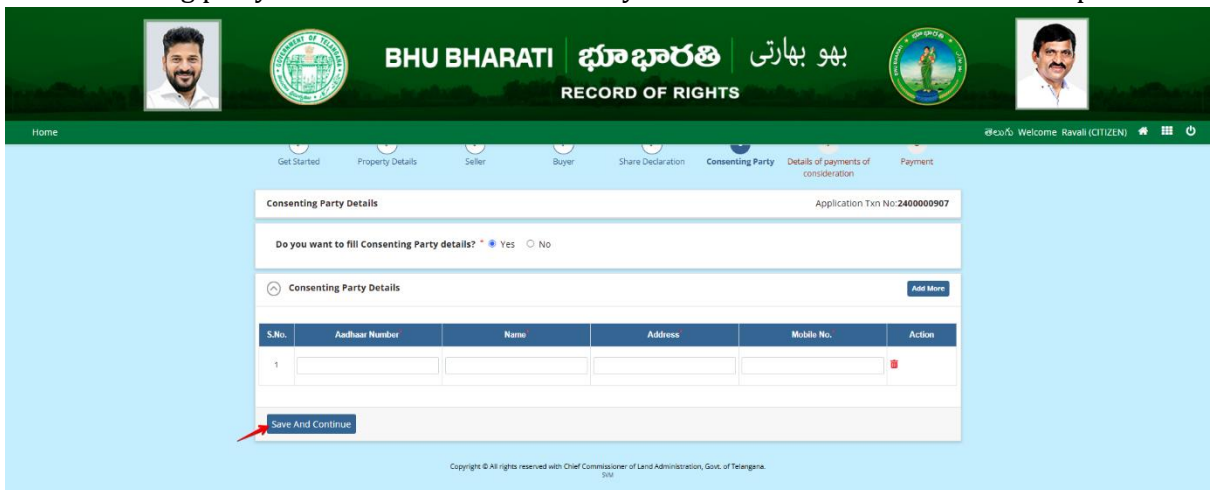 BHU BHARATI భూ భారతి بھو بھارتی
RECORD OF RIGHTS
Home
తెలుగు Welcome Ravali (CITIZEN)
Get Started Property Details Seller Buyer Share Declaration Consenting Party Details of payments of consideration Payment
Consenting Party Details Application Txn No:2400000907
Do you want to fill Consenting Party details? * Yes No
Consenting Party Details Add More
S.No. Aadhaar Number* Name* Address* Mobile No.* Action
1
Save And Continue
Copyright © All rights reserved with Chief Commissioner of Land Administration, Govt. of Telangana.
SVM